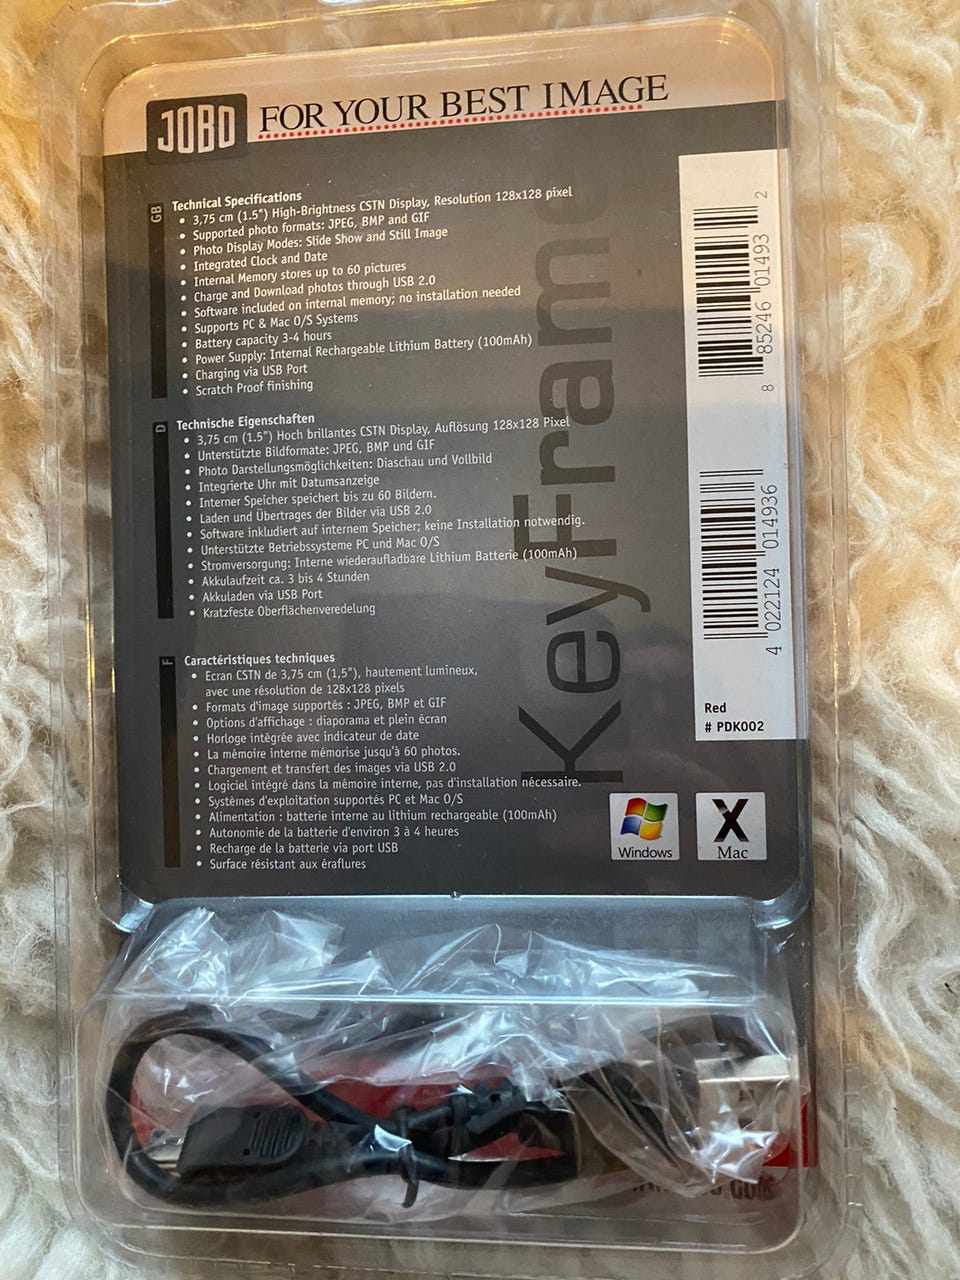 JOBO FOR YOUR BEST IMAGE
GB
Technical Specifications
• 3,75 cm (1.5") High-Brightness CSTN Display, Resolution 128x128 pixel
• Supported photo formats: JPEG, BMP and GIF
• Photo Display Modes: Slide Show and Still Image
• Integrated Clock and Date
• Internal Memory stores up to 60 pictures
• Charge and Download photos through USB 2.0
• Software included on internal memory; no installation needed
• Supports PC & Mac O/S Systems
• Battery capacity 3-4 hours
• Power Supply: Internal Rechargeable Lithium Battery (100mAh)
• Charging via USB Port
• Scratch Proof finishing
D
Technische Eigenschaften
• 3,75 cm (1.5") Hoch brillantes CSTN Display, Auflösung 128x128 Pixel
• Unterstützte Bildformate: JPEG, BMP und GIF
• Photo Darstellungsmöglichkeiten: Diaschau und Vollbild
• Integrierte Uhr mit Datumsanzeige
• Interner Speicher speichert bis zu 60 Bildern.
• Laden und Übertrages der Bilder via USB 2.0
• Software inkludiert auf internem Speicher; keine Installation notwendig.
• Unterstützte Betriebssysteme PC und Mac O/S
• Stromversorgung: Interne wiederaufladbare Lithium Batterie (100mAh)
• Akkulaufzeit ca. 3 bis 4 Stunden
• Akkuladen via USB Port
• Kratzfeste Oberflächenveredelung
F
Caractéristiques techniques
• Ecran CSTN de 3,75 cm (1,5"), hautement lumineux,
avec une résolution de 128x128 pixels
• Formats d'image supportés : JPEG, BMP et GIF
• Options d'affichage : diaporama et plein écran
• Horloge intégrée avec indicateur de date
• La mémoire interne mémorise jusqu'à 60 photos.
• Chargement et transfert des images via USB 2.0
• Logiciel intégré dans la mémoire interne, pas d'installation nécessaire.
• Systèmes d'exploitation supportés PC et Mac O/S
• Alimentation : batterie interne au lithium rechargeable (100mAh)
• Autonomie de la batterie d'environ 3 à 4 heures
• Recharge de la batterie via port USB
• Surface résistant aux éraflures
KeyFrame
8 85246 01493 2
4 022124 014936
Red
# PDK002
Windows
X
Mac